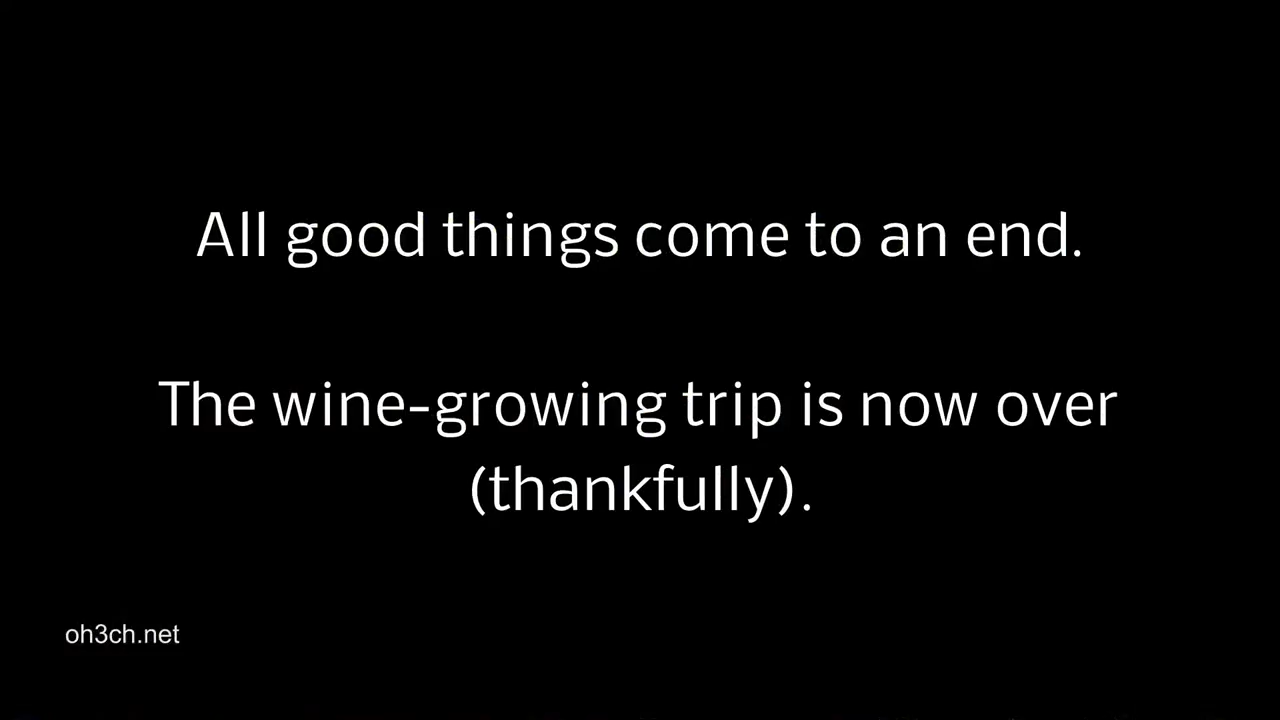 All good things come to an end.
The wine-growing trip is now over
(thankfully).
oh3ch.net